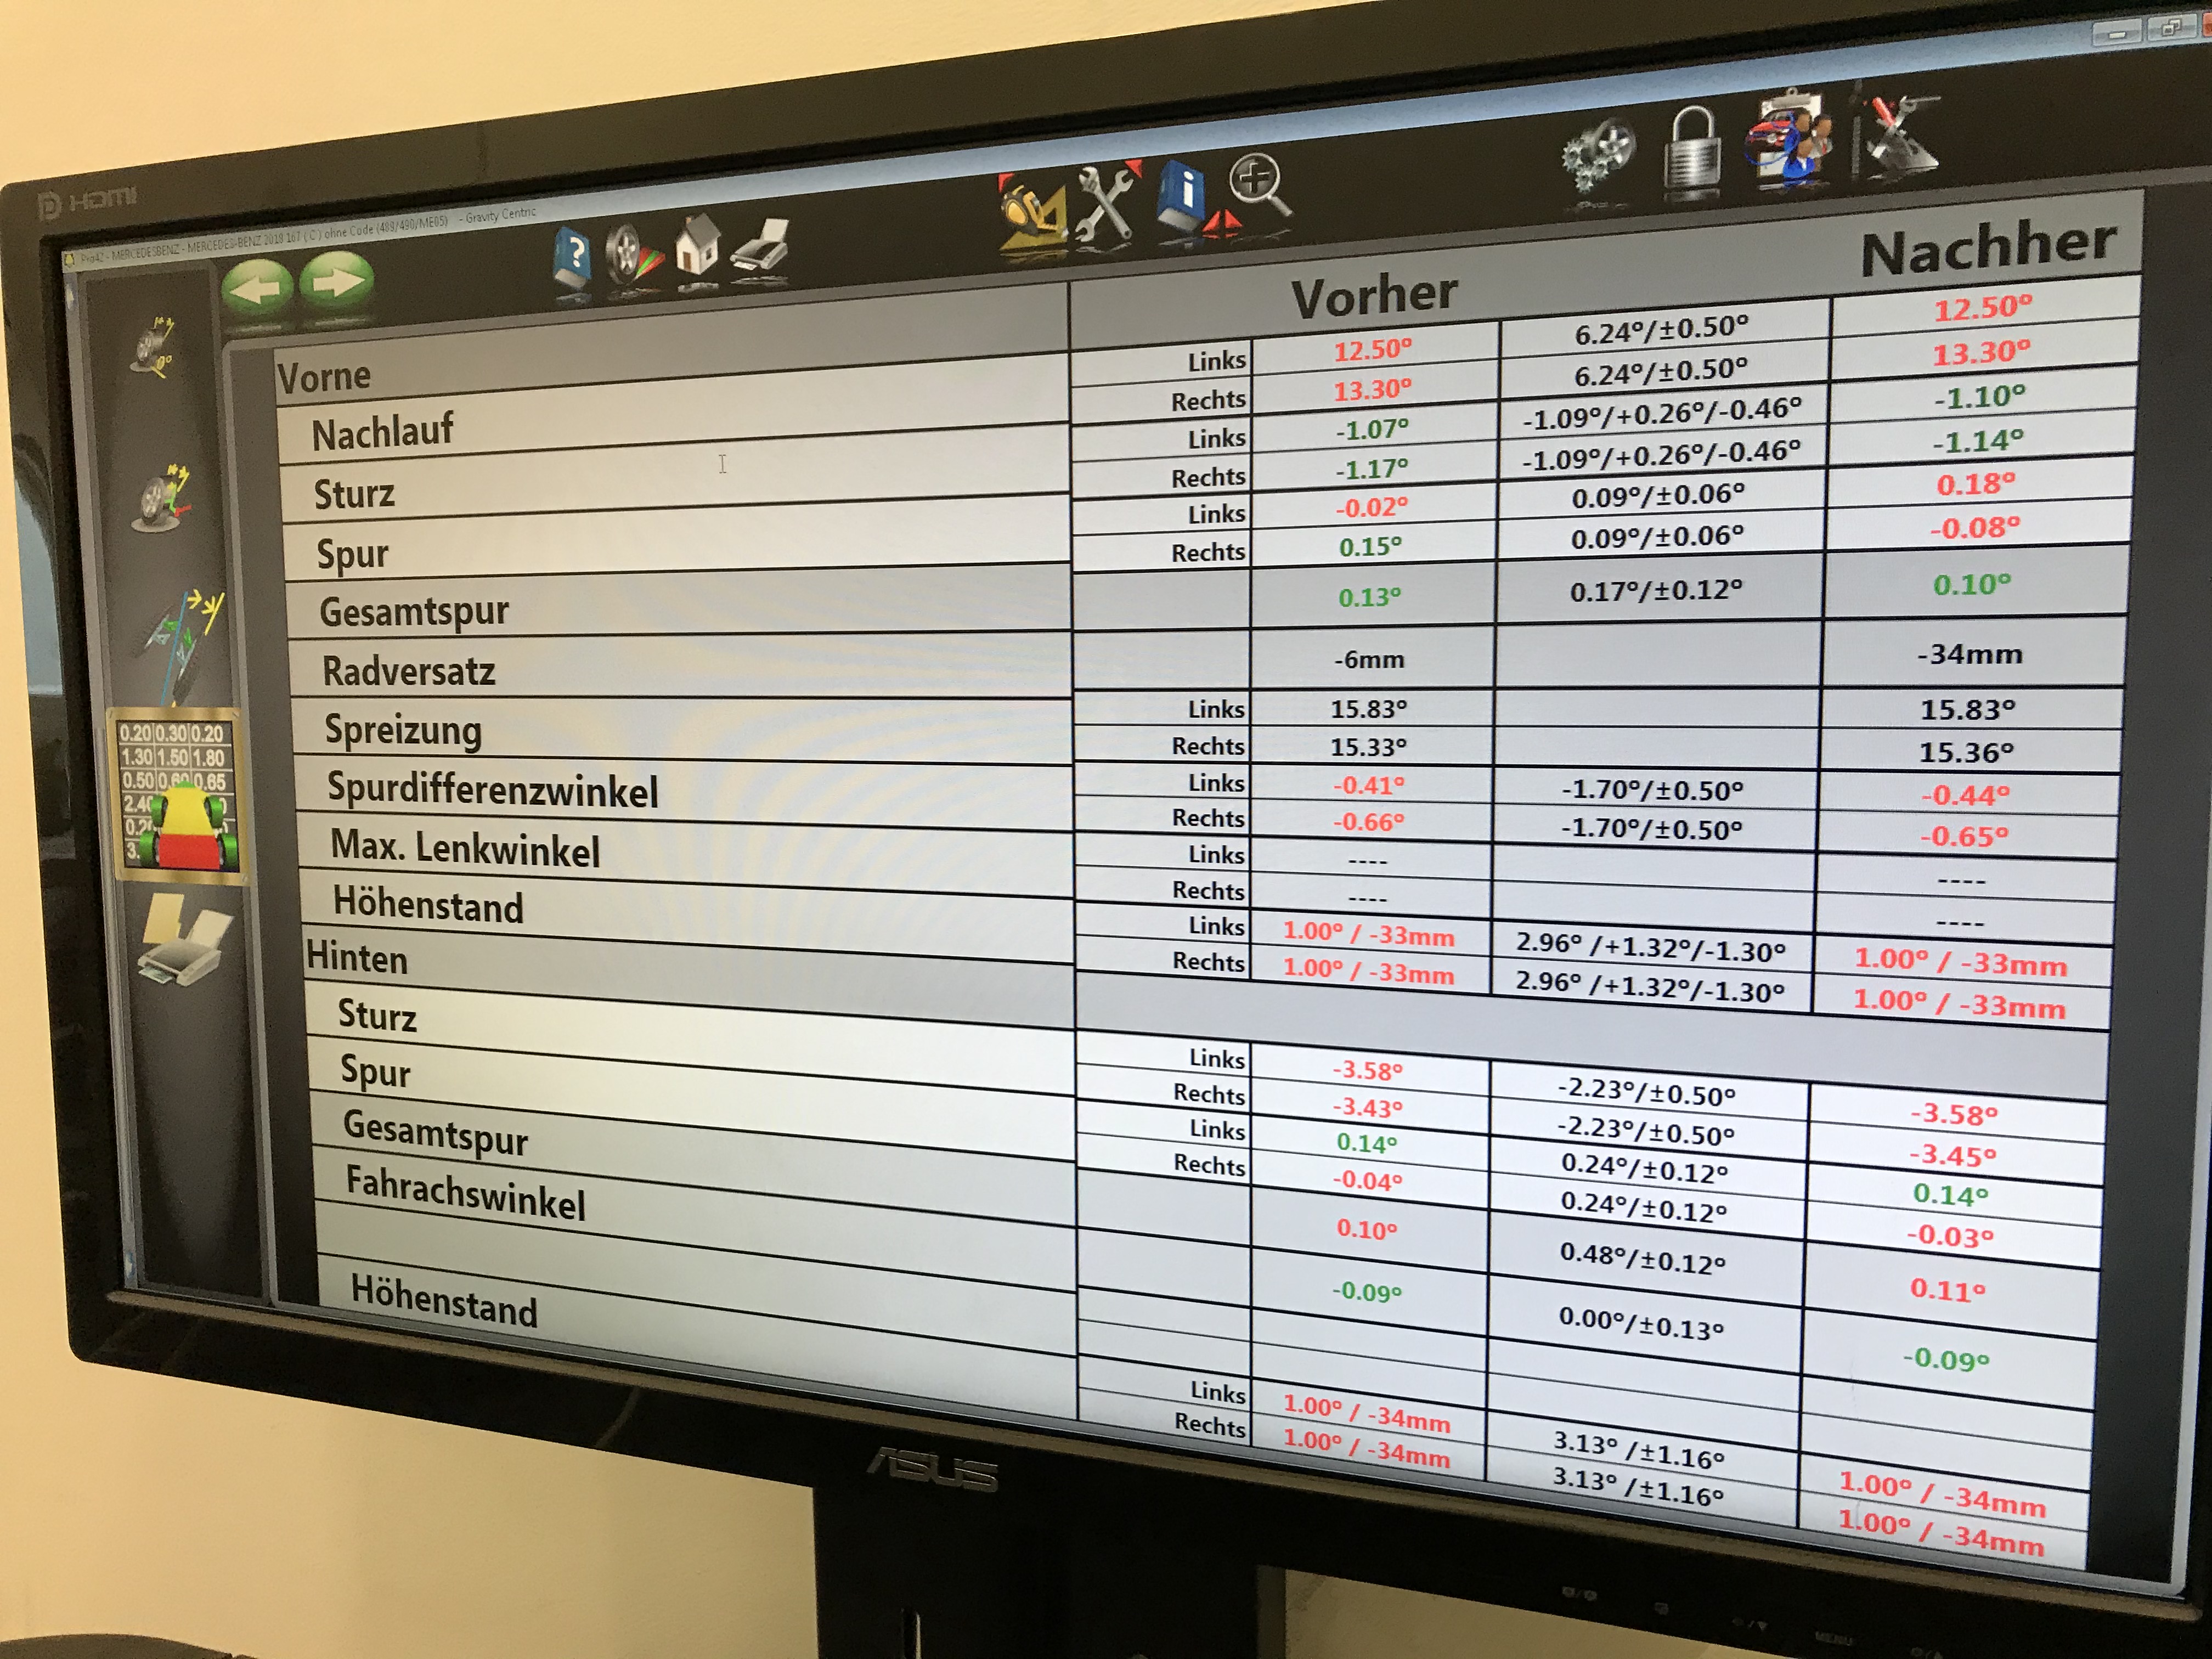 HDMI
Pro42 - MERCEDESBENZ - MERCEDES-BENZ 2019 167 ( C ) ohne Code (489/490/ME05) - Gravity Centric
Vorher Nachher
Vorne
Nachlauf Links 12.50° 6.24°/±0.50° 12.50°
Rechts 13.30° 6.24°/±0.50° 13.30°
Sturz Links -1.07° -1.09°/+0.26°/-0.46° -1.10°
Rechts -1.17° -1.09°/+0.26°/-0.46° -1.14°
Spur Links -0.02° 0.09°/±0.06° 0.18°
Rechts 0.15° 0.09°/±0.06° -0.08°
Gesamtspur 0.13° 0.17°/±0.12° 0.10°
Radversatz -6mm -34mm
Spreizung Links 15.83° 15.83°
Rechts 15.33° 15.36°
Spurdifferenzwinkel Links -0.41° -1.70°/±0.50° -0.44°
Rechts -0.66° -1.70°/±0.50° -0.65°
Max. Lenkwinkel Links ---- ----
Rechts ---- ----
Höhenstand Links 1.00° / -33mm 2.96° /+1.32°/-1.30° 1.00° / -33mm
Rechts 1.00° / -33mm 2.96° /+1.32°/-1.30° 1.00° / -33mm
Hinten
Sturz Links -3.58° -2.23°/±0.50° -3.58°
Rechts -3.43° -2.23°/±0.50° -3.45°
Spur Links 0.14° 0.24°/±0.12° 0.14°
Rechts -0.04° 0.24°/±0.12° -0.03°
Gesamtspur 0.10° 0.48°/±0.12° 0.11°
Fahrachswinkel -0.09° 0.00°/±0.13° -0.09°
Höhenstand Links 1.00° / -34mm 3.13° /±1.16° 1.00° / -34mm
Rechts 1.00° / -34mm 3.13° /±1.16° 1.00° / -34mm
0.20 0.30 0.20
1.30 1.50 1.80
0.50 0.60 0.65
ASUS
MENU